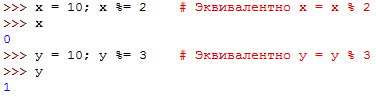 >>> x = 10; x %= 2 # Эквивалентно x = x % 2
>>> x
0
>>> y = 10; y %= 3 # Эквивалентно y = y % 3
>>> y
1